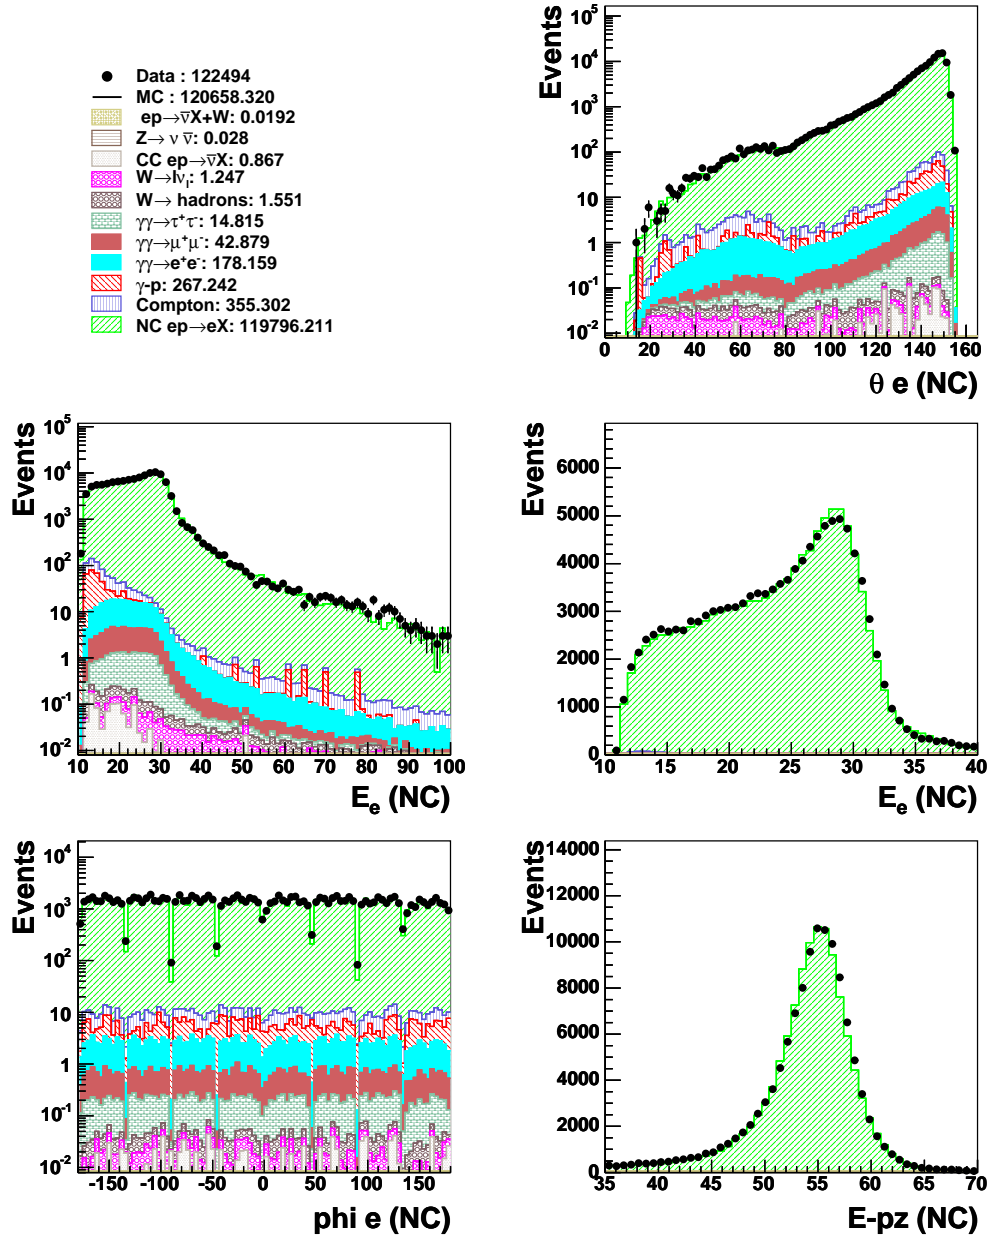 Data : 122494
MC : 120658.320
ep→ν̄X+W: 0.0192
Z→ ν ν̄: 0.028
CC ep→ν̄X: 0.867
W→lνₗ: 1.247
W→ hadrons: 1.551
γγ→τ⁺τ⁻: 14.815
γγ→μ⁺μ⁻: 42.879
γγ→e⁺e⁻: 178.159
γ-p: 267.242
Compton: 355.302
NC ep→eX: 119796.211
Events
10⁵
10⁴
10³
10²
10
1
10⁻¹
10⁻²
0 20 40 60 80 100 120 140 160
θ e (NC)
Events
10⁵
10⁴
10³
10²
10
1
10⁻¹
10⁻²
10 20 30 40 50 60 70 80 90 100
Eₑ (NC)
Events
6000
5000
4000
3000
2000
1000
0
10 15 20 25 30 35 40
Eₑ (NC)
Events
10⁴
10³
10²
10
1
10⁻¹
10⁻²
-150 -100 -50 0 50 100 150
phi e (NC)
Events
14000
12000
10000
8000
6000
4000
2000
0
35 40 45 50 55 60 65 70
E-pz (NC)